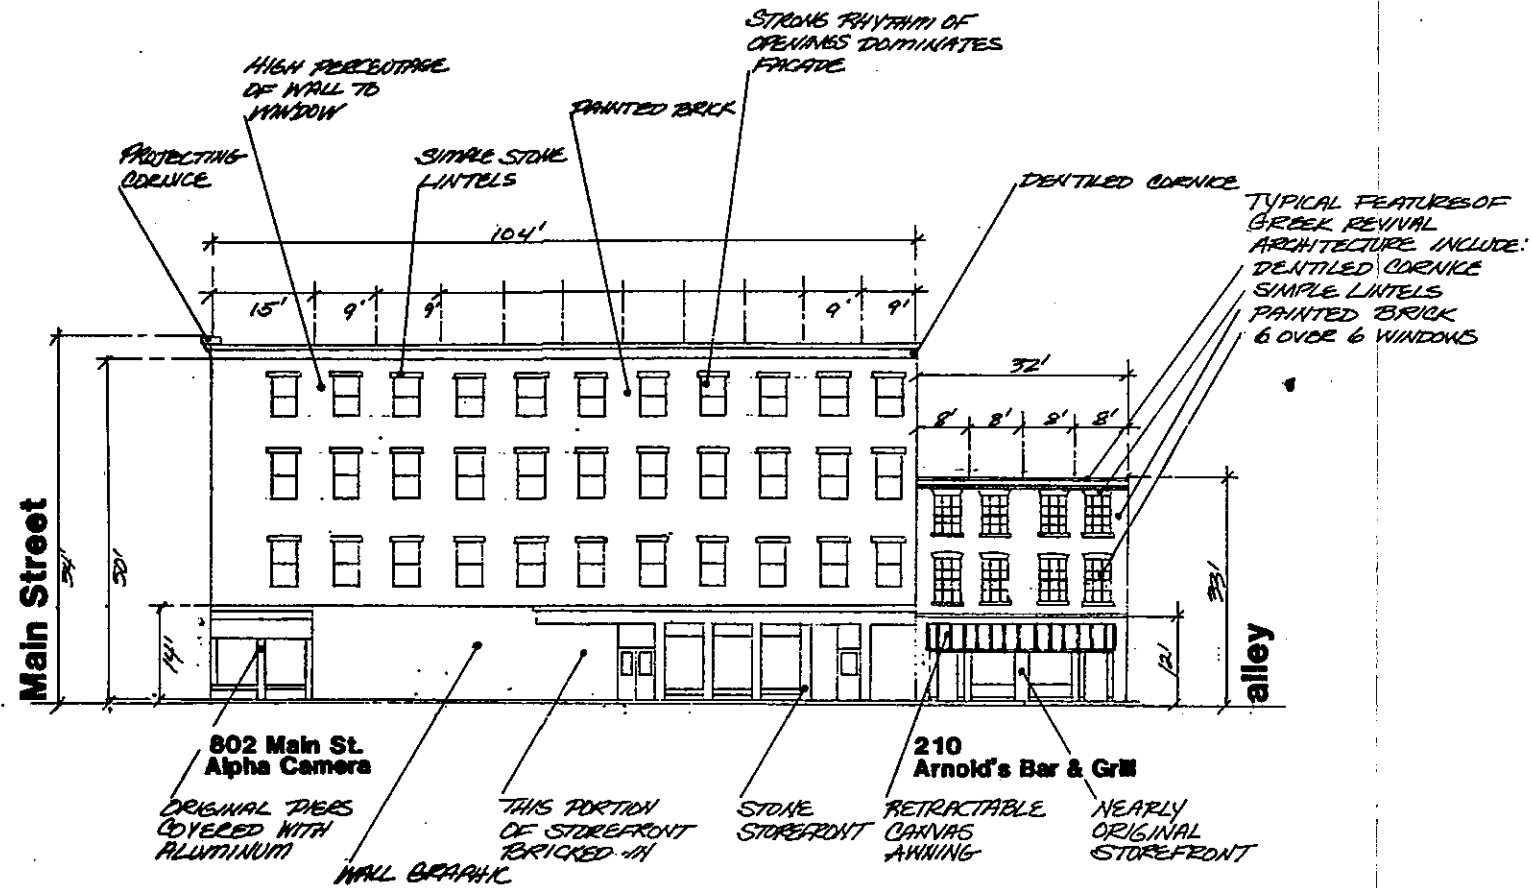 STRONG RHYTHM OF
OPENINGS DOMINATES
FACADE
HIGH PERCENTAGE
OF WALL TO
WINDOW
PAINTED BRICK
PROJECTING
CORNICE
SIMPLE STONE
LINTELS
DENTILED CORNICE
TYPICAL FEATURES OF
GREEK REVIVAL
ARCHITECTURE INCLUDE:
DENTILED CORNICE
SIMPLE LINTELS
PAINTED BRICK
6 OVER 6 WINDOWS
104'
15' 9' 9' 9' 9'
32'
8' 8' 8' 8'
Main Street
54'
50'
14'
33'
12'
alley
802 Main St.
Alpha Camera
210
Arnold's Bar & Grill
ORIGINAL PIERS
COVERED WITH
ALUMINUM
WALL GRAPHIC
THIS PORTION
OF STOREFRONT
BRICKED-IN
STONE
STOREFRONT
RETRACTABLE
CANVAS
AWNING
NEARLY
ORIGINAL
STOREFRONT